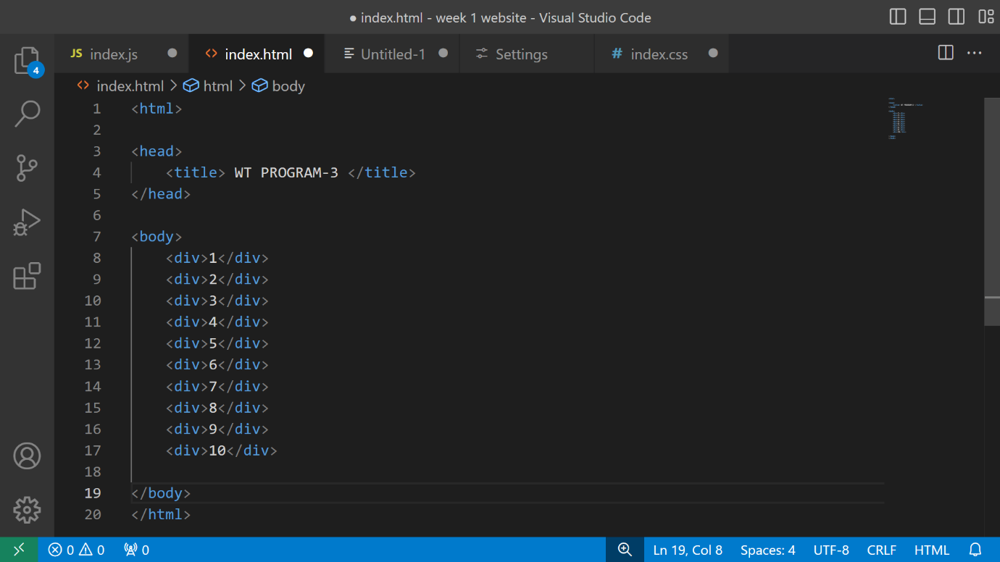 ● index.html - week 1 website - Visual Studio Code
JS index.js ● <> index.html ● Untitled-1 ● Settings # index.css ●
4
<> index.html > html > body
1 <html>
2
3 <head>
4     <title> WT PROGRAM-3 </title>
5 </head>
6
7 <body>
8     <div>1</div>
9     <div>2</div>
10     <div>3</div>
11     <div>4</div>
12     <div>5</div>
13     <div>6</div>
14     <div>7</div>
15     <div>8</div>
16     <div>9</div>
17     <div>10</div>
18
19 </body>
20 </html>
0 0 0 Ln 19, Col 8 Spaces: 4 UTF-8 CRLF HTML